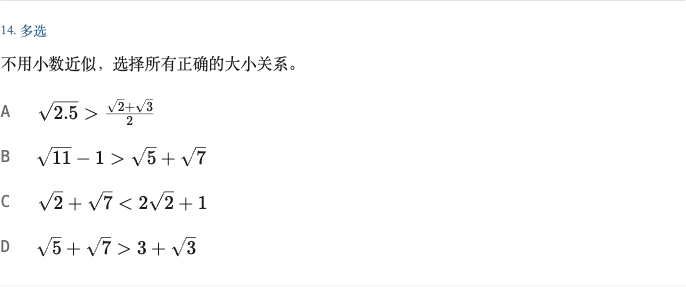 14. 多选
不用小数近似，选择所有正确的大小关系。
A √2.5 > (√2+√3)/2
B √11 − 1 > √5 + √7
C √2 + √7 < 2√2 + 1
D √5 + √7 > 3 + √3